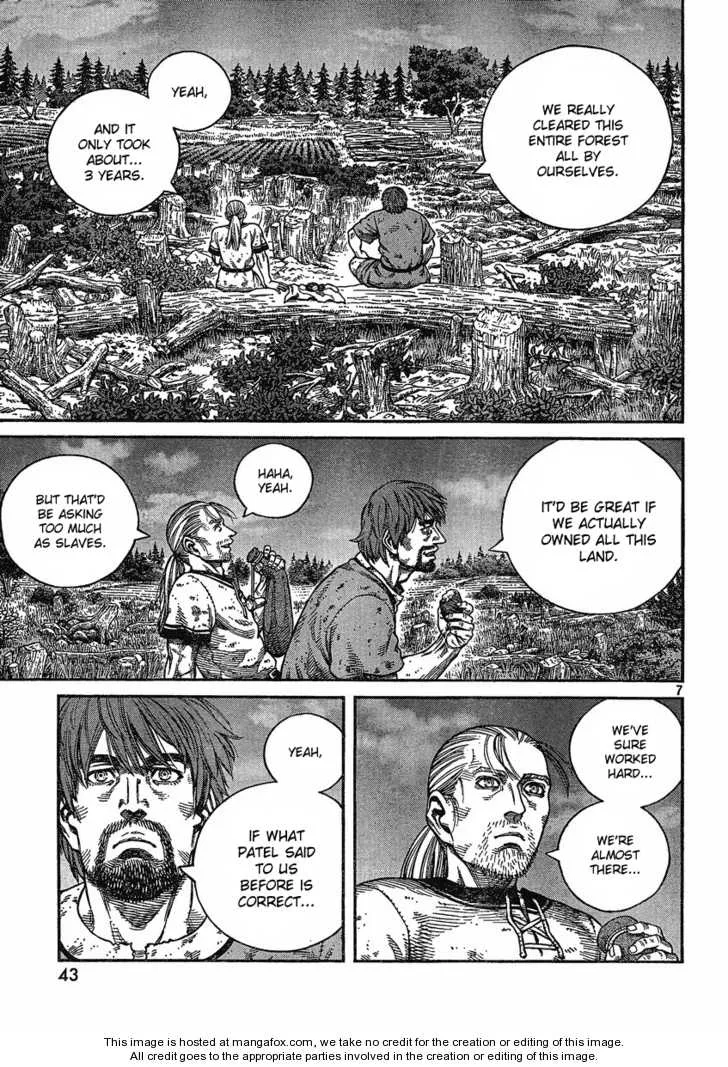 WE REALLY
CLEARED THIS
ENTIRE FOREST
ALL BY
OURSELVES.
YEAH,
AND IT
ONLY TOOK
ABOUT...
3 YEARS.
IT'D BE GREAT IF
WE ACTUALLY
OWNED ALL THIS
LAND.
HAHA,
YEAH.
BUT THAT'D
BE ASKING
TOO MUCH
AS SLAVES.
7
WE'VE
SURE
WORKED
HARD...
WE'RE
ALMOST
THERE...
YEAH,
IF WHAT
PATEL SAID
TO US
BEFORE IS
CORRECT...
43
This image is hosted at mangafox.com, we take no credit for the creation or editing of this image.
All credit goes to the appropriate parties involved in the creation or editing of this image.